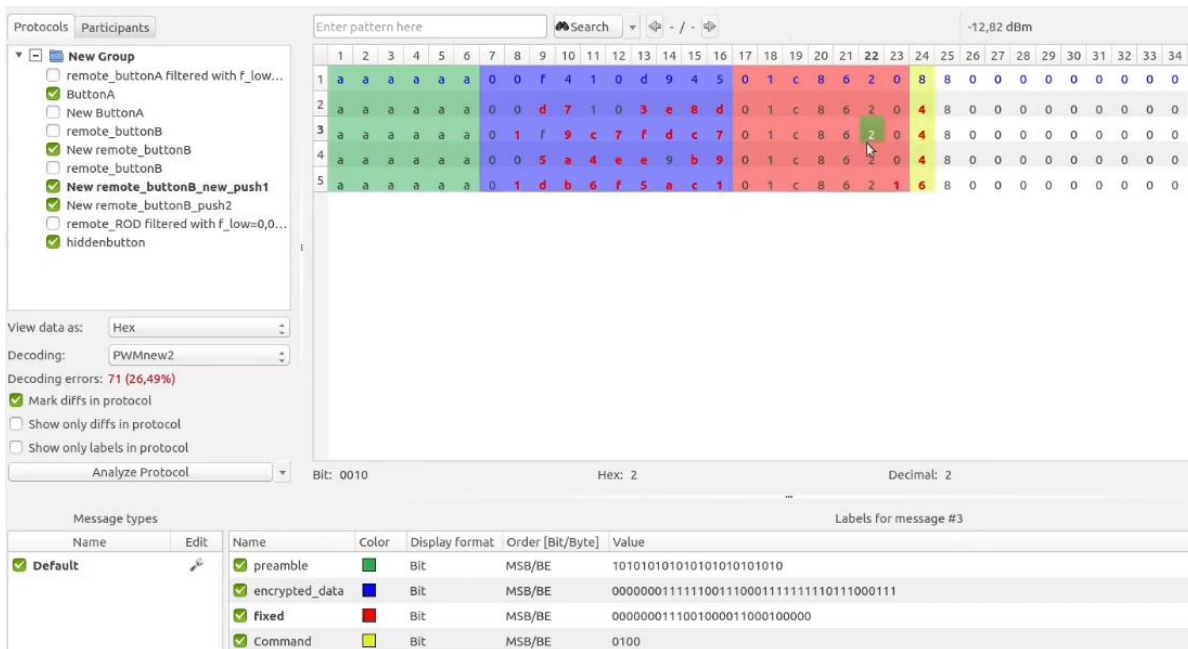 Protocols Participants
Enter pattern here Search - / - -12,82 dBm
New Group
remote_buttonA filtered with f_low...
ButtonA
New ButtonA
remote_buttonB
New remote_buttonB
remote_buttonB
New remote_buttonB_new_push1
New remote_buttonB_push2
remote_ROD filtered with f_low=0,0...
hiddenbutton
1 2 3 4 5 6 7 8 9 10 11 12 13 14 15 16 17 18 19 20 21 22 23 24 25 26 27 28 29 30 31 32 33 34
1 a a a a a a 0 0 f 4 1 0 d 9 4 5 0 1 c 8 6 2 0 8 8 0 0 0 0 0 0 0 0 0
2 a a a a a a 0 0 d 7 1 0 3 e 8 d 0 1 c 8 6 2 0 4 8 0 0 0 0 0 0 0 0 0
3 a a a a a a 0 1 f 9 c 7 f d c 7 0 1 c 8 6 2 0 4 8 0 0 0 0 0 0 0 0 0
4 a a a a a a 0 0 5 a 4 e e 9 b 9 0 1 c 8 6 2 0 4 8 0 0 0 0 0 0 0 0 0
5 a a a a a a 0 1 d b 6 f 5 a c 1 0 1 c 8 6 2 1 6 8 0 0 0 0 0 0 0 0 0
View data as: Hex
Decoding: PWMnew2
Decoding errors: 71 (26,49%)
Mark diffs in protocol
Show only diffs in protocol
Show only labels in protocol
Analyze Protocol
Bit: 0010 Hex: 2 Decimal: 2
Message types
Labels for message #3
Name Edit
Default
Name Color Display format Order [Bit/Byte] Value
preamble Bit MSB/BE 101010101010101010101010
encrypted_data Bit MSB/BE 0000000111111001110001111111110111000111
fixed Bit MSB/BE 0000000111001000011000100000
Command Bit MSB/BE 0100